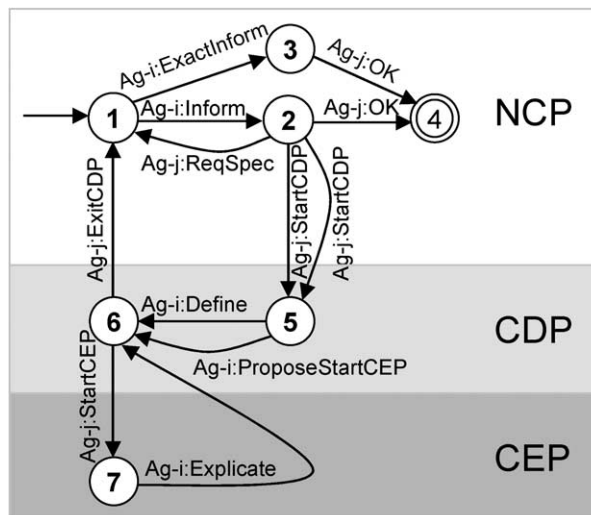 Ag-i:ExactInform
3
Ag-j:OK
1
Ag-i:Inform
2
Ag-j:OK
4
NCP
Ag-j:ReqSpec
Ag-j:ExitCDP
Ag-j:StartCDP
Ag-j:StartCDP
6
Ag-i:Define
5
CDP
Ag-i:ProposeStartCEP
Ag-j:StartCEP
7
Ag-i:Explicate
CEP